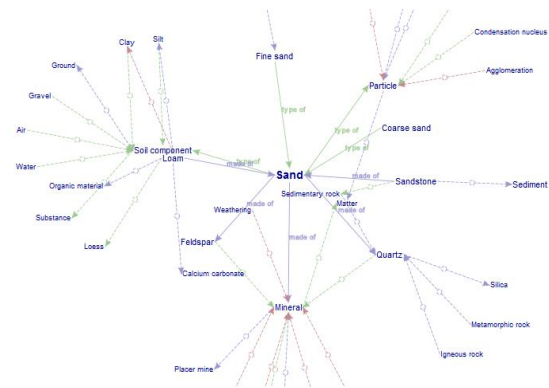 Condensation nucleus
Clay
Silt
Fine sand
Ground
Agglomeration
Particle
Gravel
type of
Air
Coarse sand
type of
Soil component
type of
Loam
type of
made of
Water
Sand
made of
Sandstone
Organic material
Sediment
Sedimentary rock
Matter
Weathering
made of
made of
Substance
made of
Loess
Feldspar
Quartz
Calcium carbonate
Silica
Mineral
Metamorphic rock
Igneous rock
Placer mine